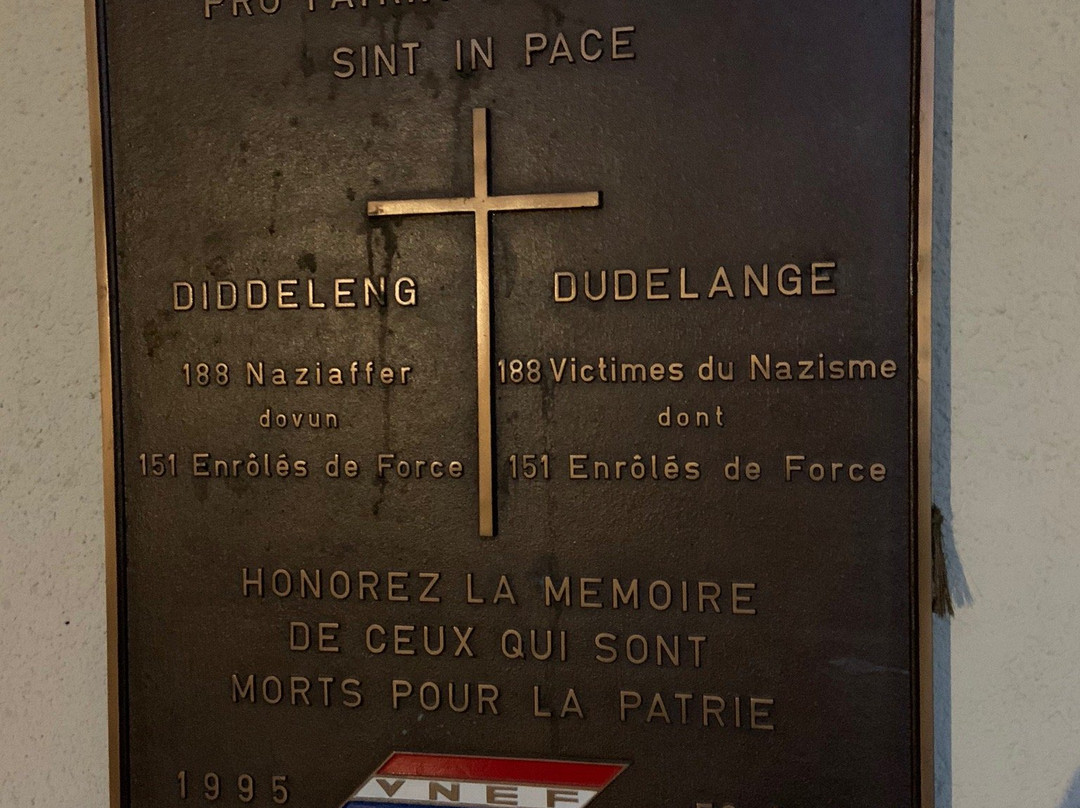 SINT IN PACE
DIDDELENG
188 Naziaffer
dovun
151 Enrôlés de Force
DUDELANGE
188 Victimes du Nazisme
dont
151 Enrôlés de Force
HONOREZ LA MEMOIRE
DE CEUX QUI SONT
MORTS POUR LA PATRIE
1995
VNEF